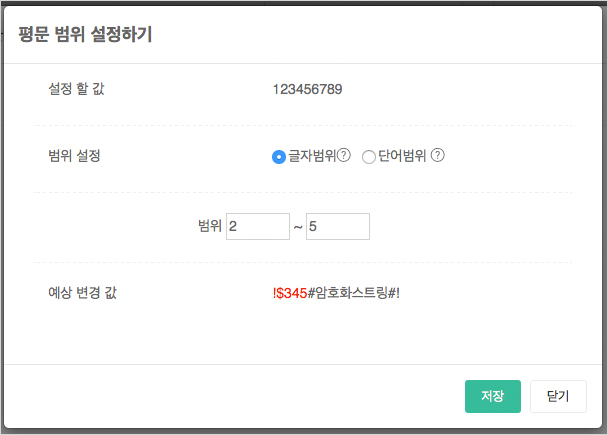 평문 범위 설정하기
설정 할 값 123456789
범위 설정 글자범위? 단어범위 ?
범위 2 ~ 5
예상 변경 값 !$345#암호화스트링#!
저장 닫기